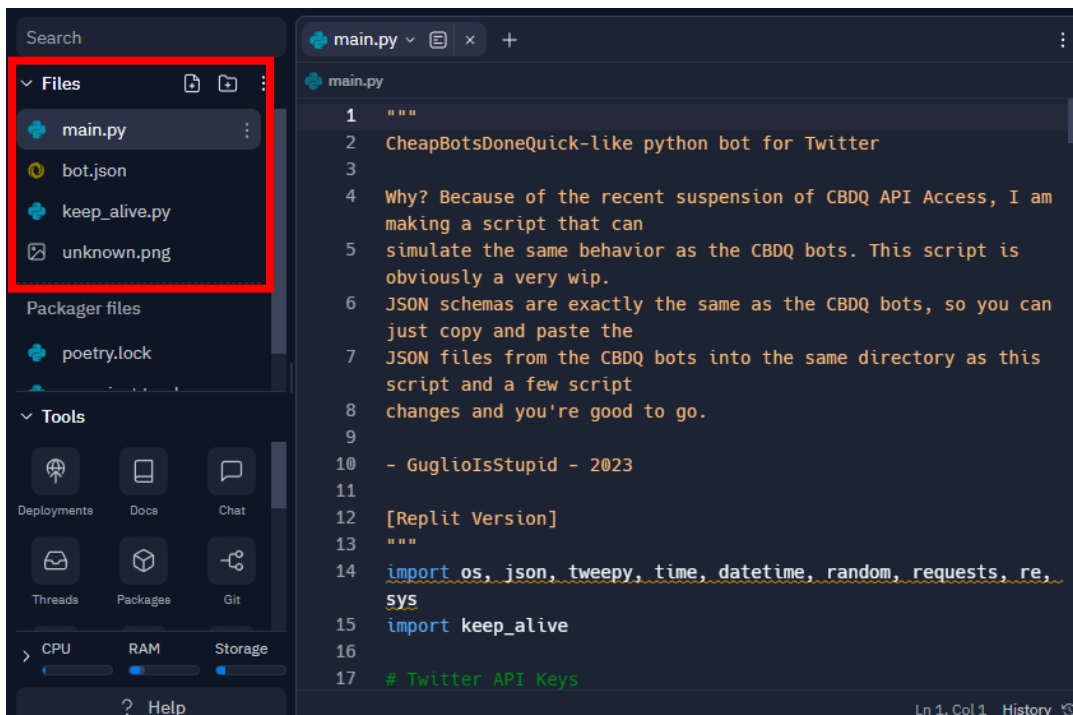 Search
Files
main.py
bot.json
keep_alive.py
unknown.png
Packager files
poetry.lock
Tools
Deployments
Docs
Chat
Threads
Packages
Git
CPU
RAM
Storage
? Help
main.py
main.py
1 """
2 CheapBotsDoneQuick-like python bot for Twitter
3
4 Why? Because of the recent suspension of CBDQ API Access, I am
making a script that can
5 simulate the same behavior as the CBDQ bots. This script is
obviously a very wip.
6 JSON schemas are exactly the same as the CBDQ bots, so you can
just copy and paste the
7 JSON files from the CBDQ bots into the same directory as this
script and a few script
8 changes and you're good to go.
9
10 - GuglioIsStupid - 2023
11
12 [Replit Version]
13 """
14 import os, json, tweepy, time, datetime, random, requests, re,
sys
15 import keep_alive
16
17 # Twitter API Keys
Ln 1, Col 1 History